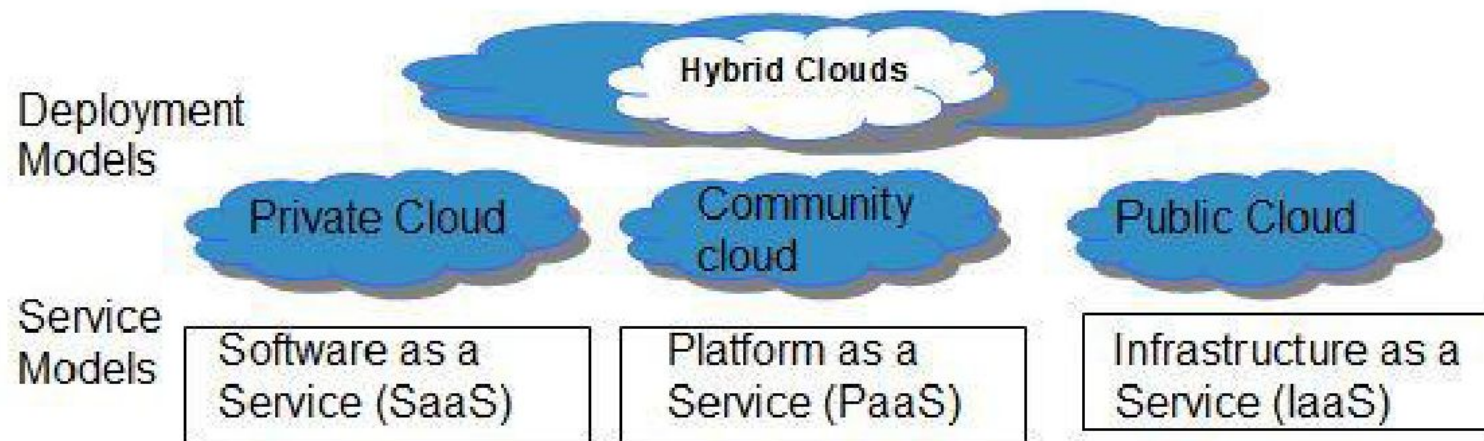 Hybrid Clouds
Deployment
Models
Private Cloud
Community
cloud
Public Cloud
Service
Models
Software as a
Service (SaaS)
Platform as a
Service (PaaS)
Infrastructure as a
Service (IaaS)